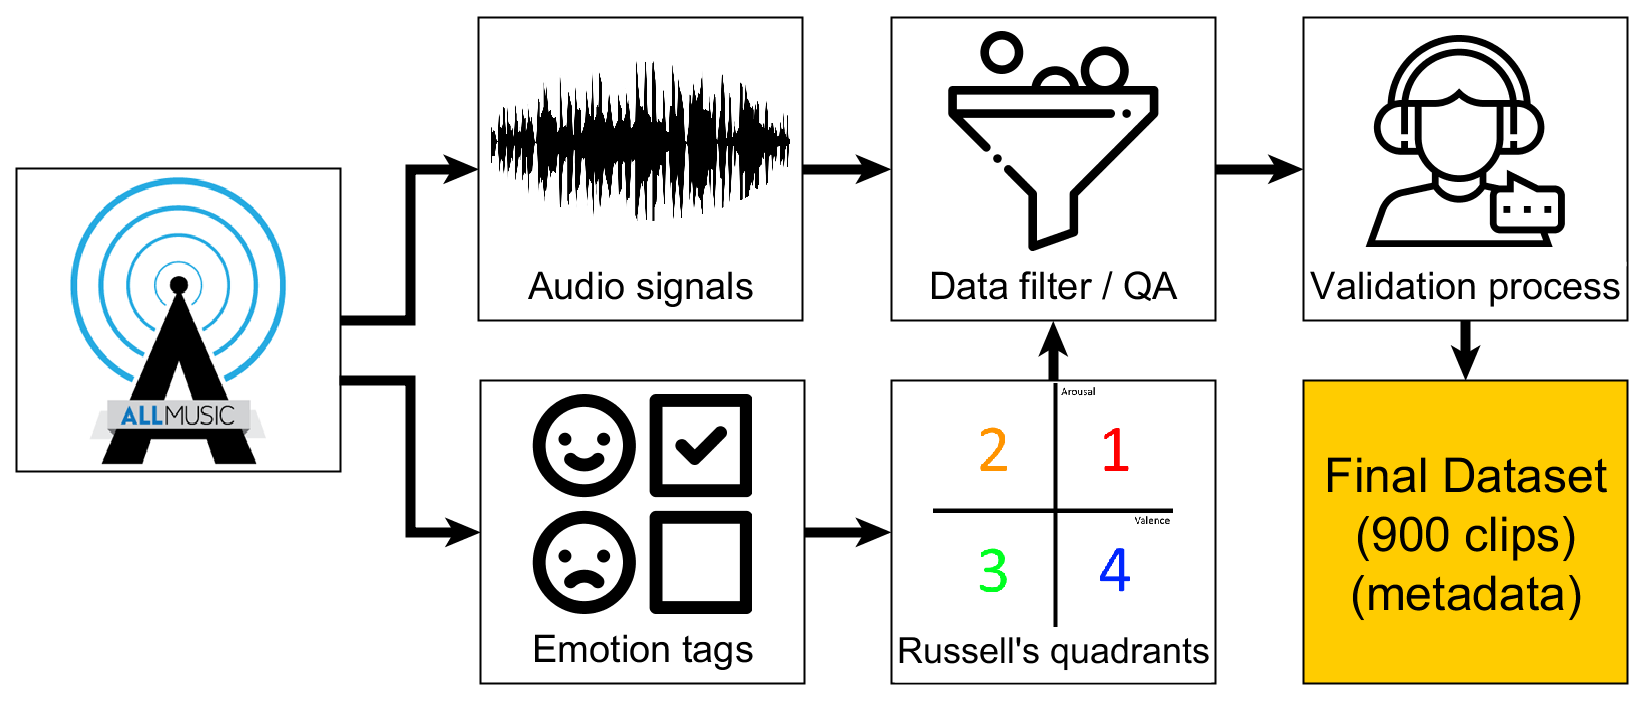 ALLMUSIC
Audio signals
Data filter / QA
Validation process
Emotion tags
Arousal
2 1
Valence
3 4
Russell's quadrants
Final Dataset
(900 clips)
(metadata)